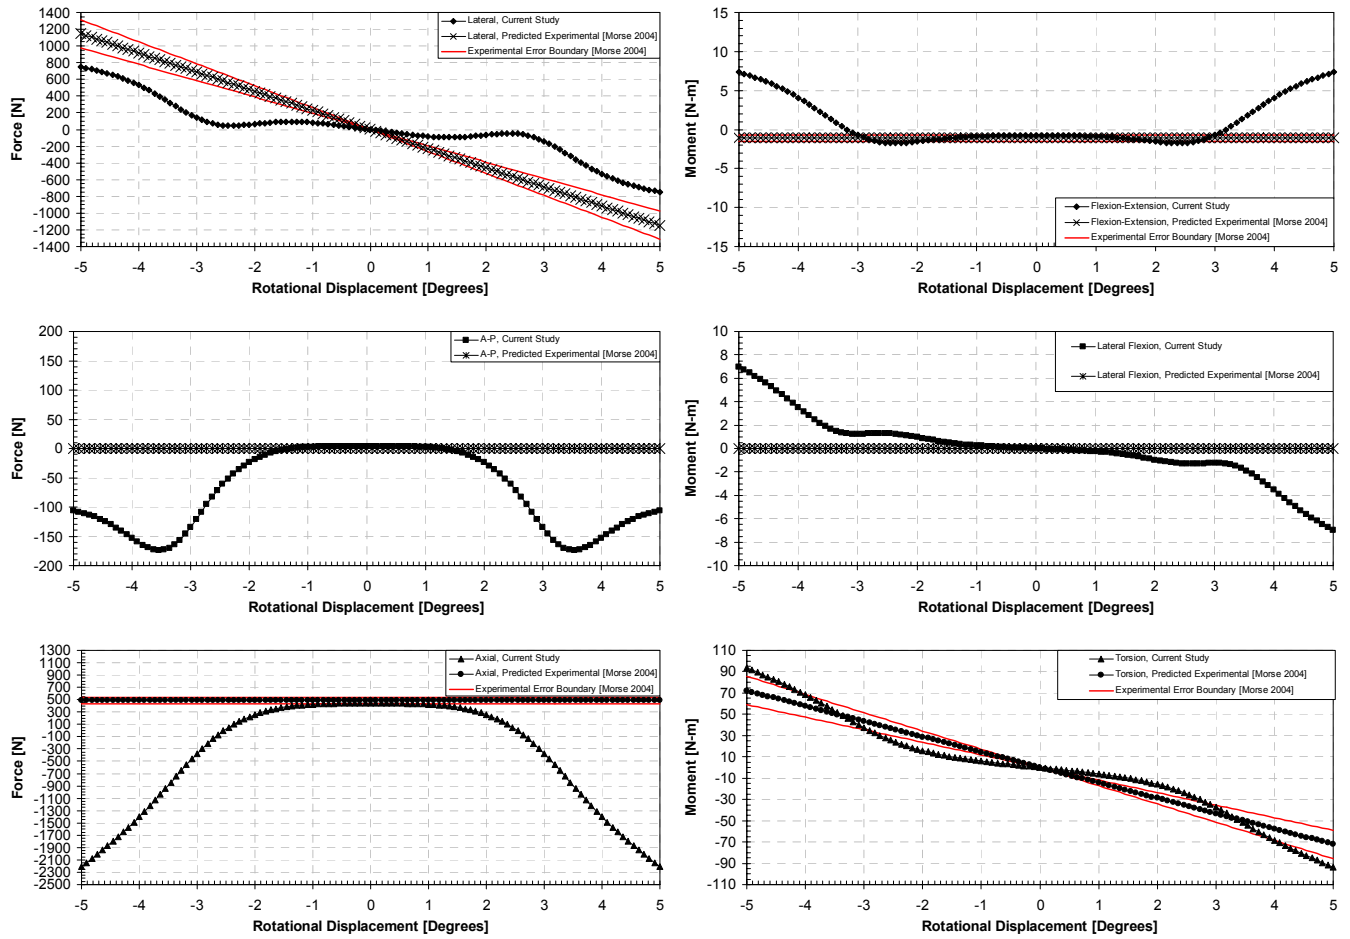 1400
1200
1000
800
600
400
200
0
-200
-400
-600
-800
-1000
-1200
-1400
Force [N]
Lateral, Current Study
Lateral, Predicted Experimental [Morse 2004]
Experimental Error Boundary [Morse 2004]
-5 -4 -3 -2 -1 0 1 2 3 4 5
Rotational Displacement [Degrees]
15
10
5
0
-5
-10
-15
Moment [N-m]
Flexion-Extension, Current Study
Flexion-Extension, Predicted Experimental [Morse 2004]
Experimental Error Boundary [Morse 2004]
-5 -4 -3 -2 -1 0 1 2 3 4 5
Rotational Displacement [Degrees]
200
150
100
50
0
-50
-100
-150
-200
Force [N]
A-P, Current Study
A-P, Predicted Experimental [Morse 2004]
-5 -4 -3 -2 -1 0 1 2 3 4 5
Rotational Displacement [Degrees]
10
8
6
4
2
0
-2
-4
-6
-8
-10
Moment [N-m]
Lateral Flexion, Current Study
Lateral Flexion, Predicted Experimental [Morse 2004]
-5 -4 -3 -2 -1 0 1 2 3 4 5
Rotational Displacement [Degrees]
1300
1100
900
700
500
300
100
-100
-300
-500
-700
-900
-1100
-1300
-1500
-1700
-1900
-2100
-2300
-2500
Force [N]
Axial, Current Study
Axial, Predicted Experimental [Morse 2004]
Experimental Error Boundary [Morse 2004]
-5 -4 -3 -2 -1 0 1 2 3 4 5
Rotational Displacement [Degrees]
110
90
70
50
30
10
-10
-30
-50
-70
-90
-110
Moment [N-m]
Torsion, Current Study
Torsion, Predicted Experimental [Morse 2004]
Experimental Error Boundary [Morse 2004]
-5 -4 -3 -2 -1 0 1 2 3 4 5
Rotational Displacement [Degrees]